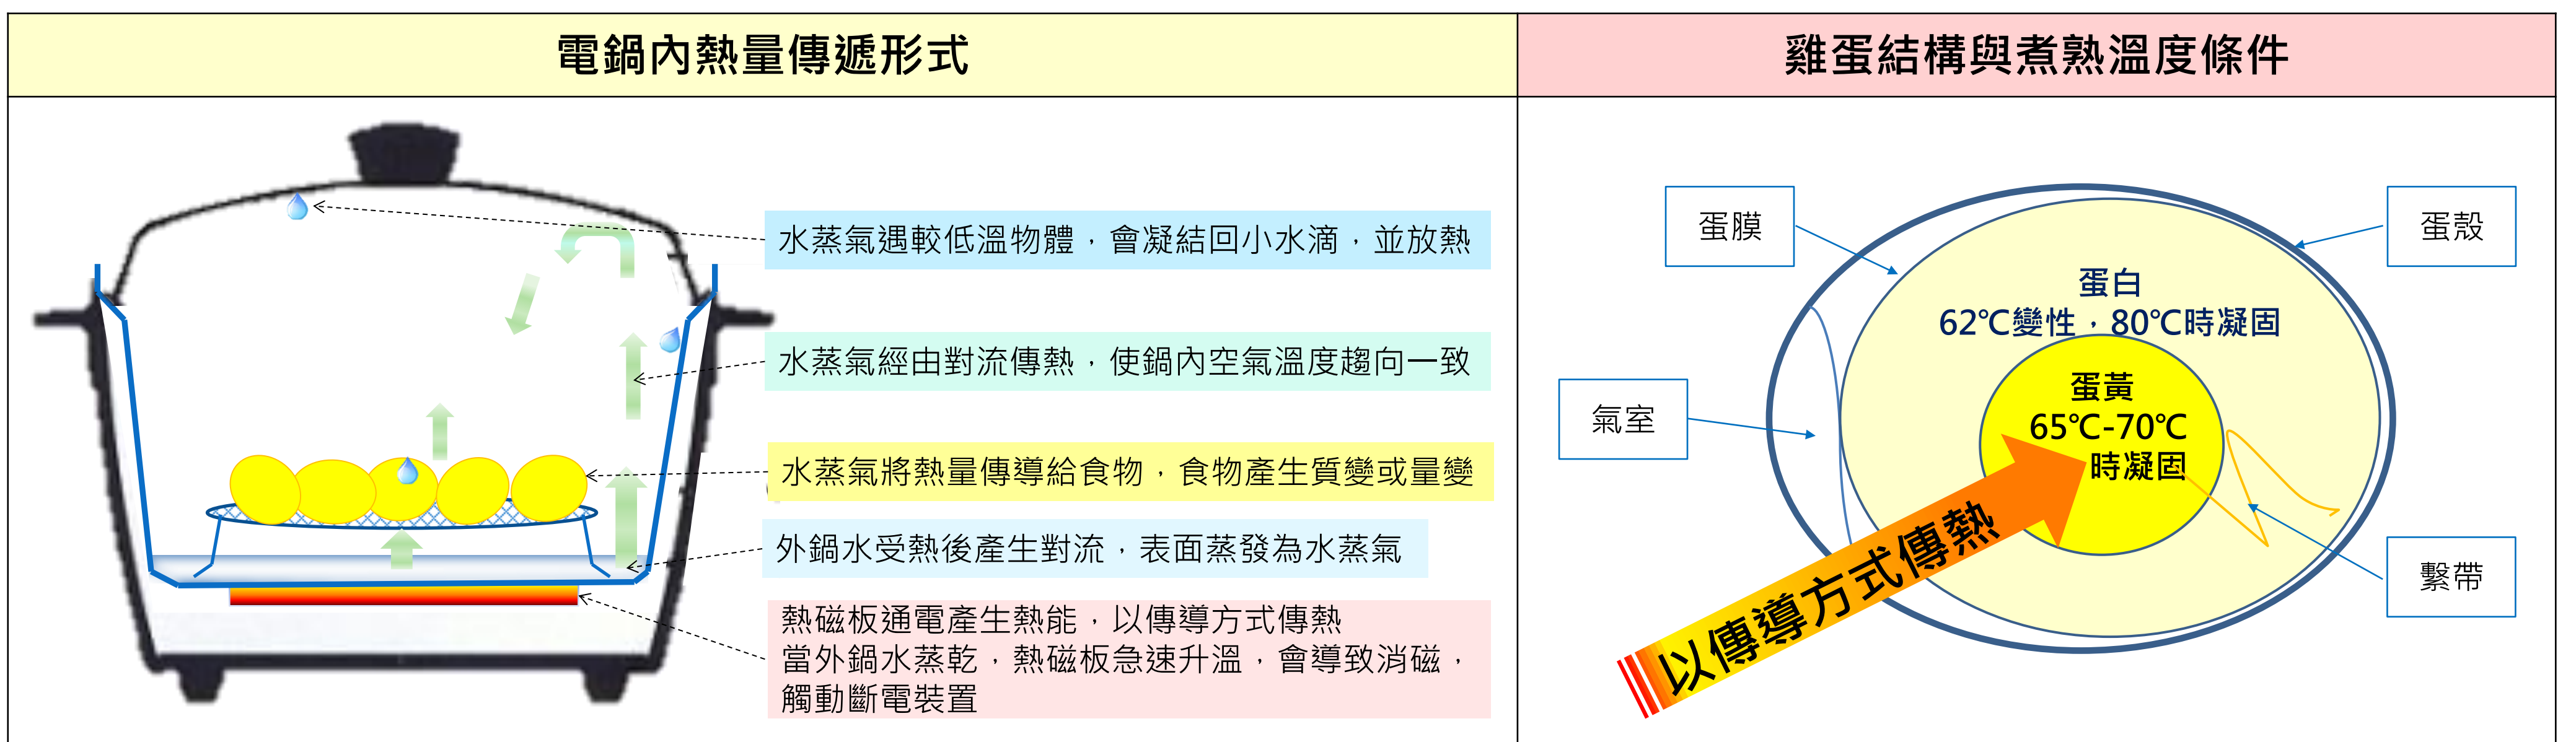 電鍋內熱量傳遞形式
雞蛋結構與煮熟溫度條件
水蒸氣遇較低溫物體，會凝結回小水滴，並放熱
水蒸氣經由對流傳熱，使鍋內空氣溫度趨向一致
水蒸氣將熱量傳導給食物，食物產生質變或量變
外鍋水受熱後產生對流，表面蒸發為水蒸氣
熱磁板通電產生熱能，以傳導方式傳熱
當外鍋水蒸乾，熱磁板急速升溫，會導致消磁，
觸動斷電裝置
蛋膜
蛋殼
蛋白
62℃變性，80℃時凝固
氣室
蛋黃
65℃-70℃
時凝固
以傳導方式傳熱
繫帶